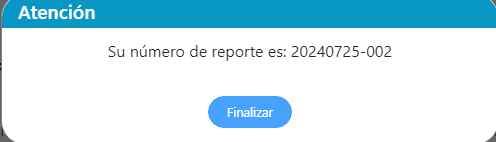 Atención
Su número de reporte es: 20240725-002
Finalizar